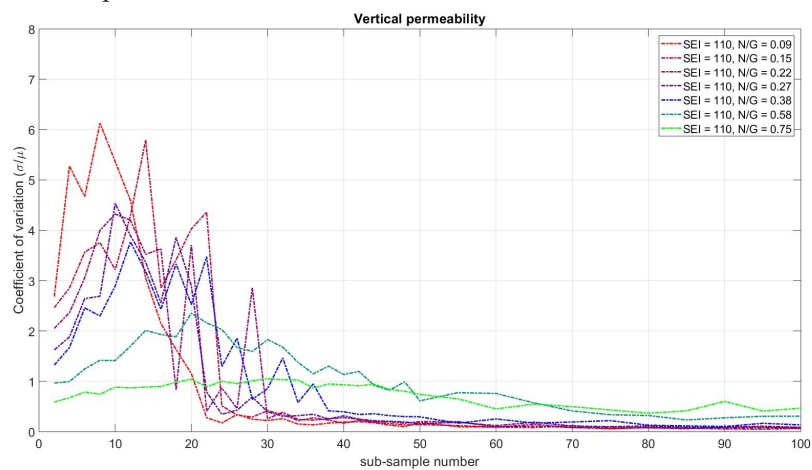 Vertical permeability
Coefficient of variation (σ/μ)
8
7
6
5
4
3
2
1
0
SEI = 110, N/G = 0.09
SEI = 110, N/G = 0.15
SEI = 110, N/G = 0.22
SEI = 110, N/G = 0.27
SEI = 110, N/G = 0.38
SEI = 110, N/G = 0.58
SEI = 110, N/G = 0.75
0 10 20 30 40 50 60 70 80 90 100
sub-sample number